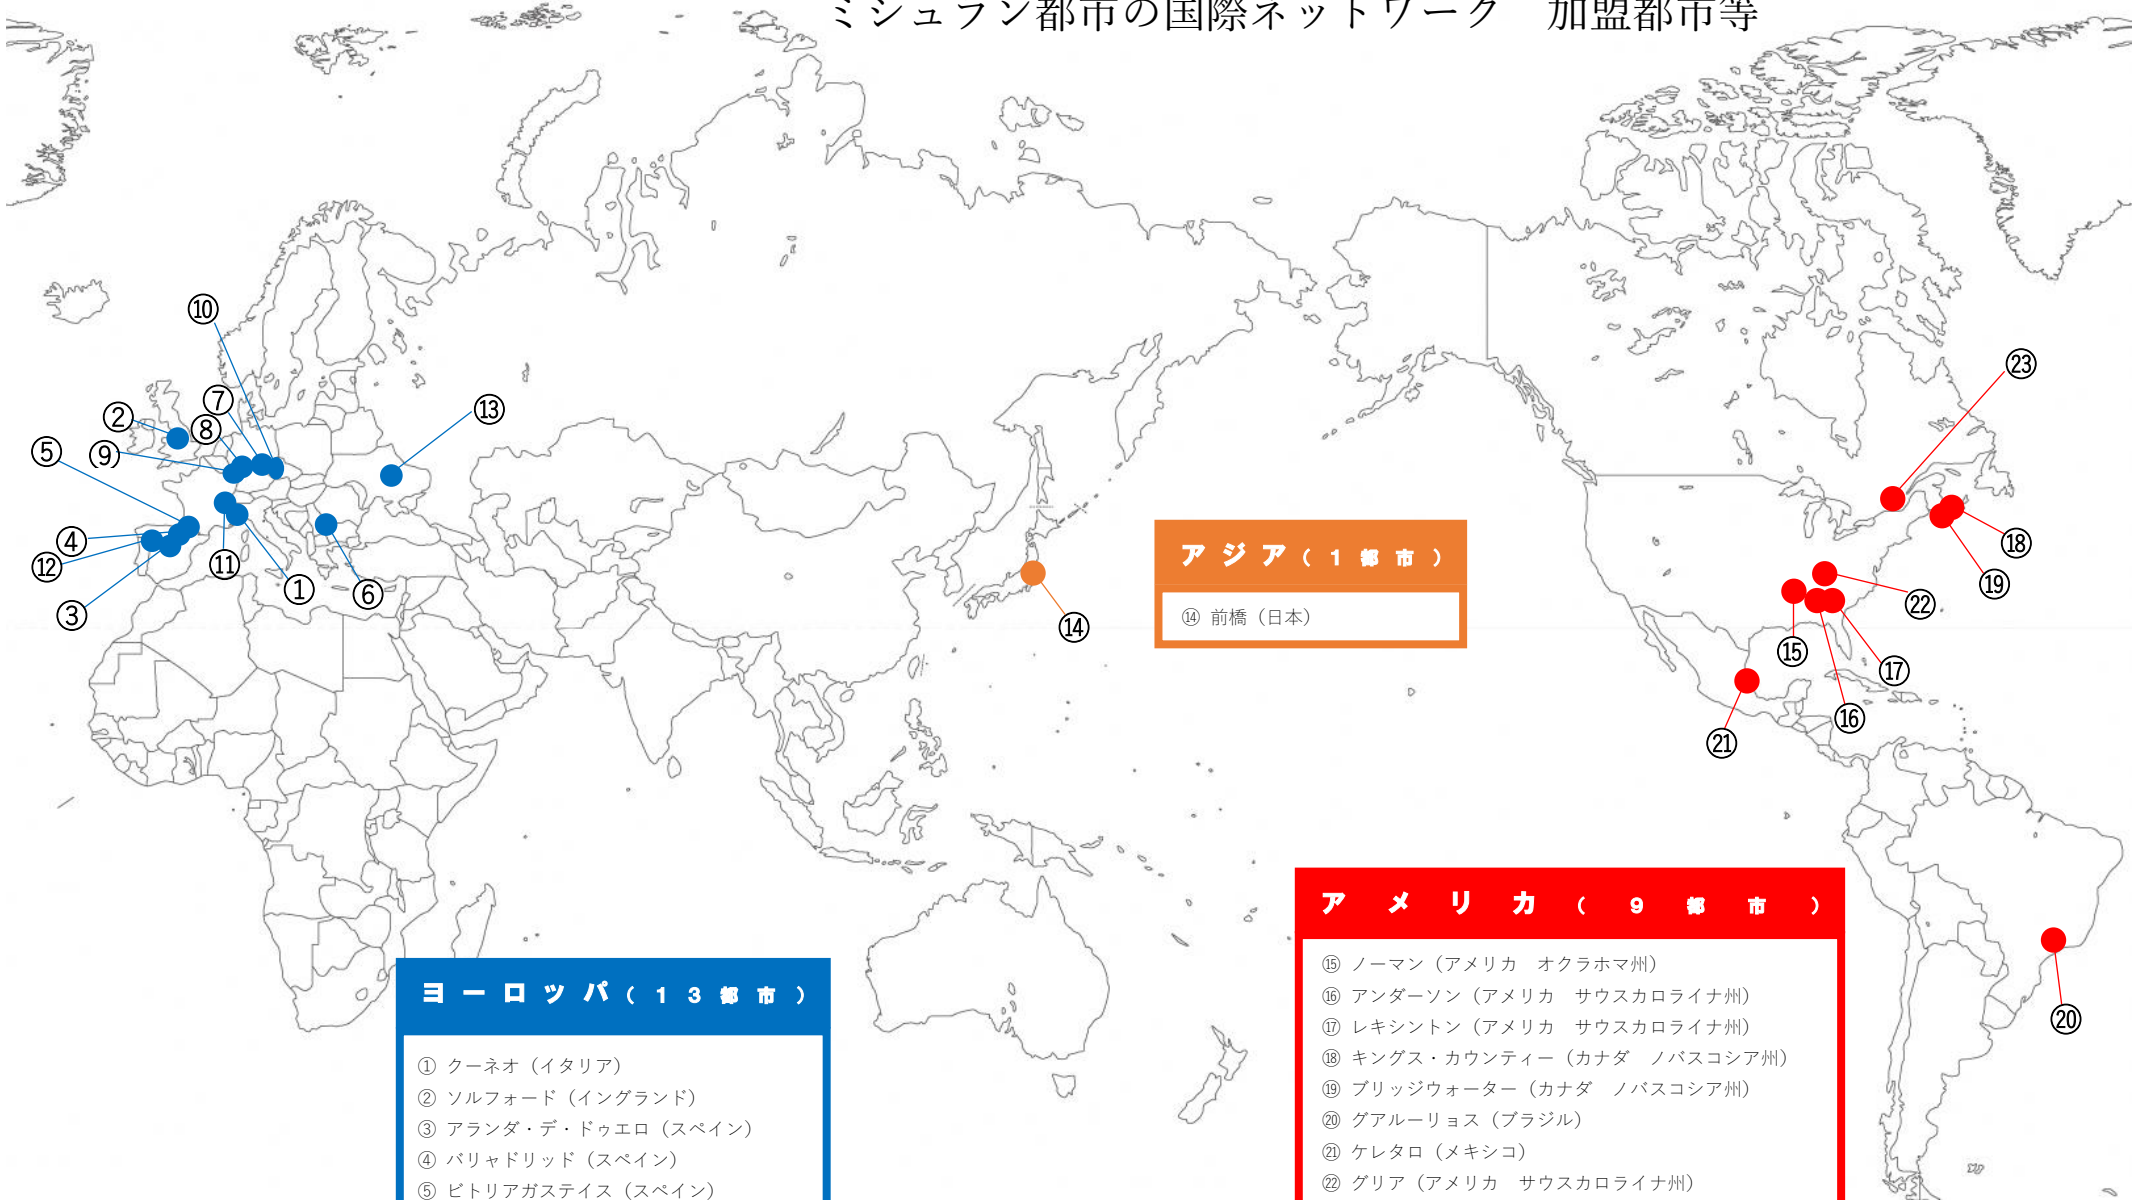 ミシュラン都市の国際ネットワーク　加盟都市等
⑩
⑦
②
⑧
⑬
⑤
⑨
㉓
④
⑫
⑪
①
⑥
③
⑭
⑱
⑲
㉒
⑮
⑰
⑯
㉑
⑳
アジア（１都市）
⑭ 前橋（日本）
アメリカ（９都市）
⑮ ノーマン（アメリカ　オクラホマ州）
⑯ アンダーソン（アメリカ　サウスカロライナ州）
⑰ レキシントン（アメリカ　サウスカロライナ州）
⑱ キングス・カウンティー（カナダ　ノバスコシア州）
⑲ ブリッジウォーター（カナダ　ノバスコシア州）
⑳ グアルーリョス（ブラジル）
㉑ ケレタロ（メキシコ）
㉒ グリア（アメリカ　サウスカロライナ州）
ヨーロッパ（１３都市）
① クーネオ（イタリア）
② ソルフォード（イングランド）
③ アランダ・デ・ドゥエロ（スペイン）
④ バリャドリッド（スペイン）
⑤ ビトリアガステイス（スペイン）